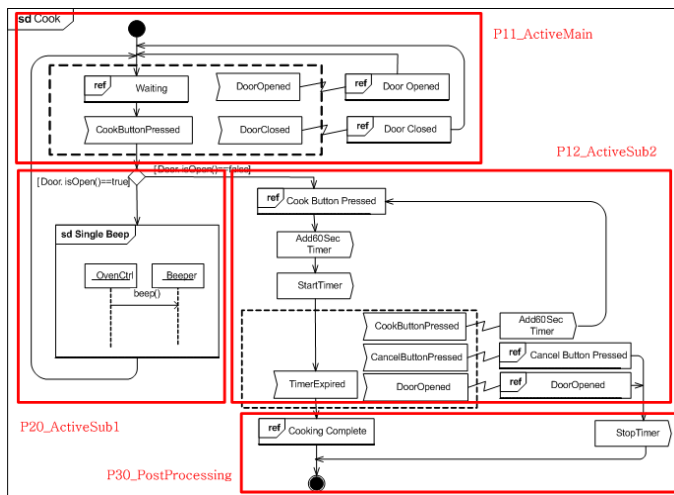 sd Cook
P11_ActiveMain
ref Waiting
DoorOpened
ref Door Opened
CookButtonPressed
DoorClosed
ref Door Closed
P12_ActiveSub2
[Door. isOpen()==false]
[Door. isOpen()==true]
ref Cook Button Pressed
sd Single Beep
Add60Sec
Timer
OvenCtrl
Beeper
StartTimer
beep()
CookButtonPressed
Add60Sec
Timer
CancelButtonPressed
ref Cancel Button Pressed
TimerExpired
DoorOpened
ref DoorOpened
P20_ActiveSub1
ref Cooking Complete
StopTimer
P30_PostProcessing